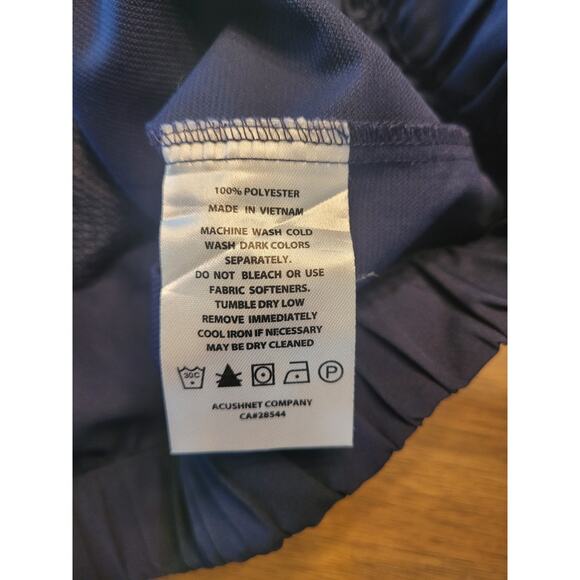 100% POLYESTER
MADE IN VIETNAM
MACHINE WASH COLD
WASH DARK COLORS
SEPARATELY.
DO NOT BLEACH OR USE
FABRIC SOFTENERS.
TUMBLE DRY LOW
REMOVE IMMEDIATELY
COOL IRON IF NECESSARY
MAY BE DRY CLEANED
30C P
ACUSHNET COMPANY
CA#28544